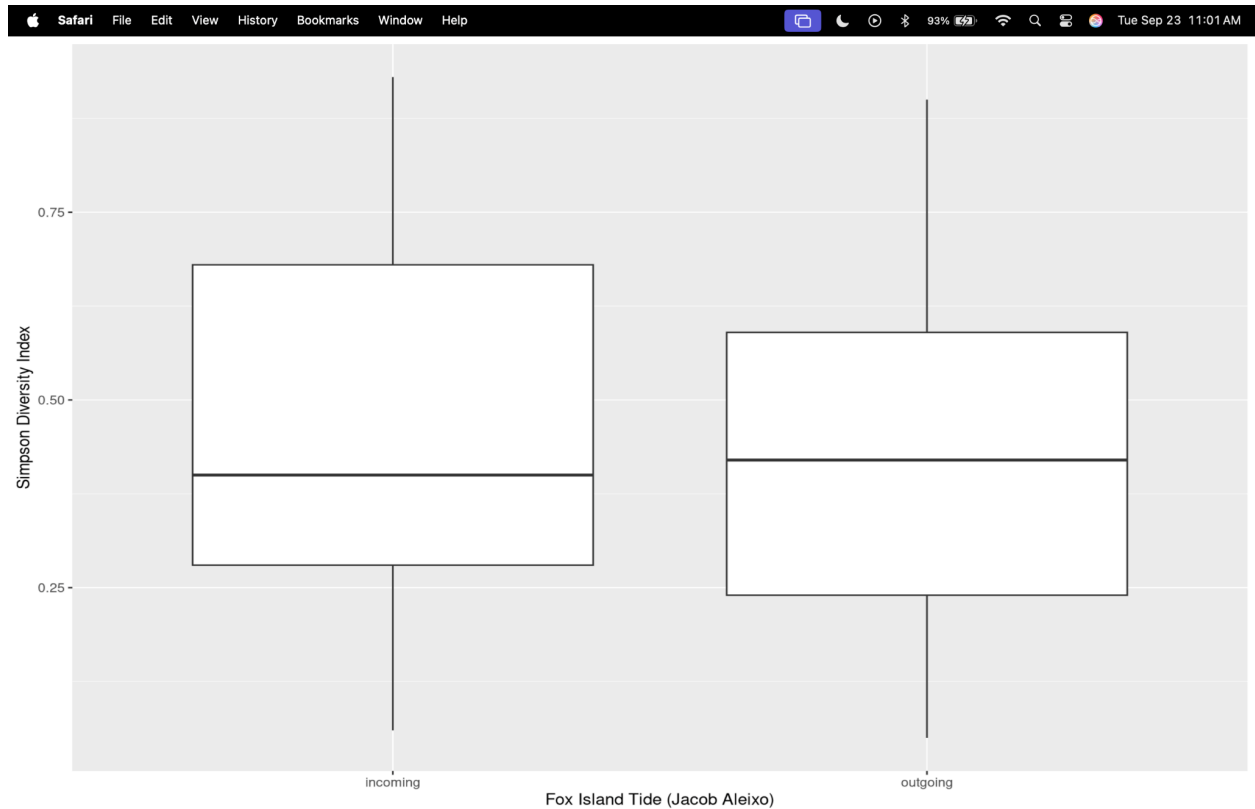 Safari File Edit View History Bookmarks Window Help 93% Tue Sep 23 11:01 AM
0.75
0.50
0.25
Simpson Diversity Index
incoming outgoing
Fox Island Tide (Jacob Aleixo)